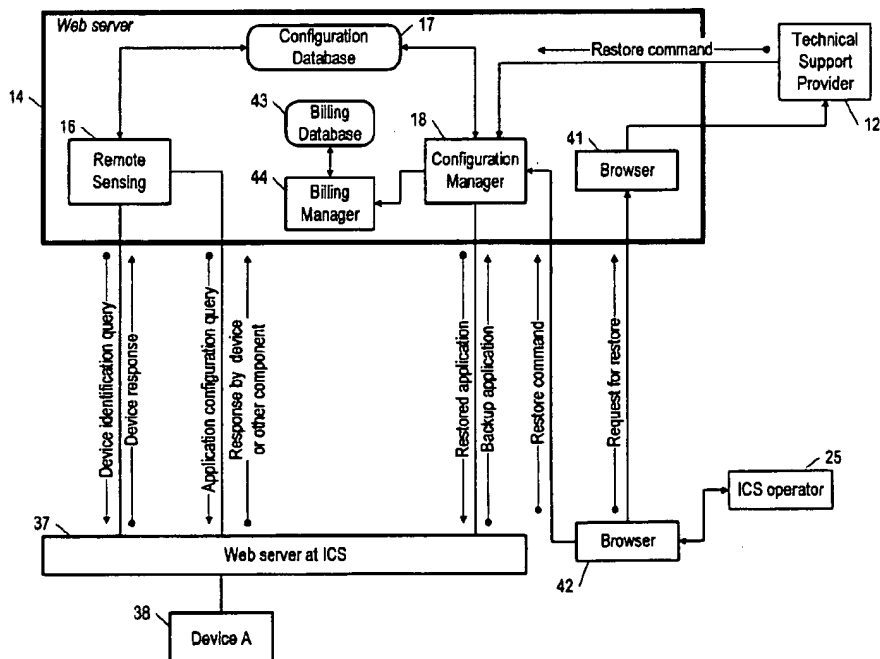 Web server
17
Configuration
Database
Restore command
Technical
Support
Provider
12
14
16
43
Billing
Database
18
41
Remote
Sensing
44
Billing
Manager
Configuration
Manager
Browser
Device identification query
Device response
Application configuration query
Response by device
or other component
Restored application
Backup application
Restore command
Request for restore
25
ICS operator
37
Web server at ICS
Browser
42
38
Device A